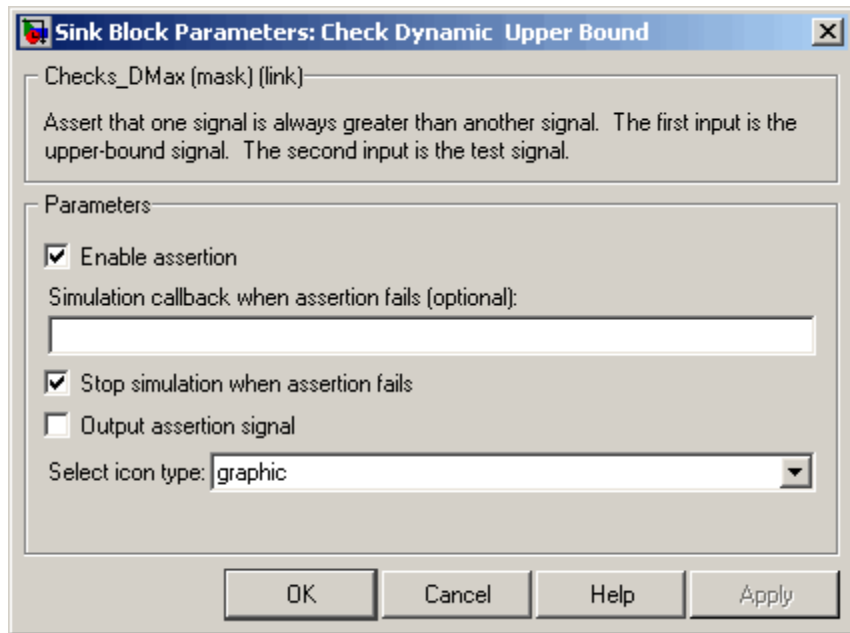 Sink Block Parameters: Check Dynamic  Upper Bound
Checks_DMax (mask) (link)
Assert that one signal is always greater than another signal.  The first input is the
upper-bound signal.  The second input is the test signal.
Parameters
Enable assertion
Simulation callback when assertion fails (optional):
Stop simulation when assertion fails
Output assertion signal
Select icon type: graphic
OK Cancel Help Apply